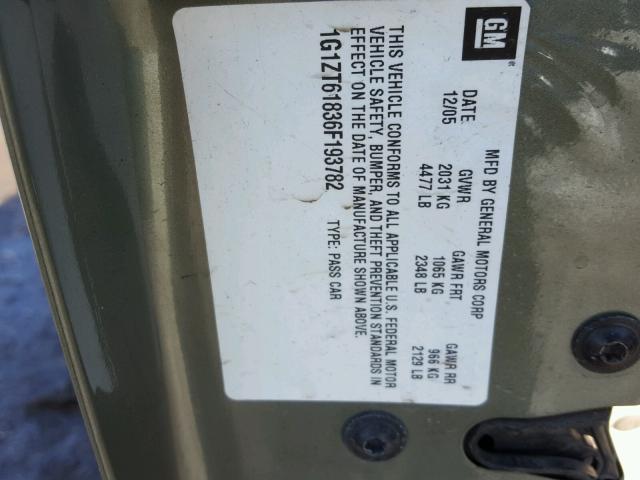 GM
MFD BY GENERAL MOTORS CORP
DATE GVWR GAWR FRT GAWR RR
12/05 2031 KG 1065 KG 966 KG
4477 LB 2348 LB 2129 LB
THIS VEHICLE CONFORMS TO ALL APPLICABLE U.S. FEDERAL MOTOR
VEHICLE SAFETY, BUMPER, AND THEFT PREVENTION STANDARDS IN
EFFECT ON THE DATE OF MANUFACTURE SHOWN ABOVE.
1G1ZT61836F193782 TYPE: PASS CAR